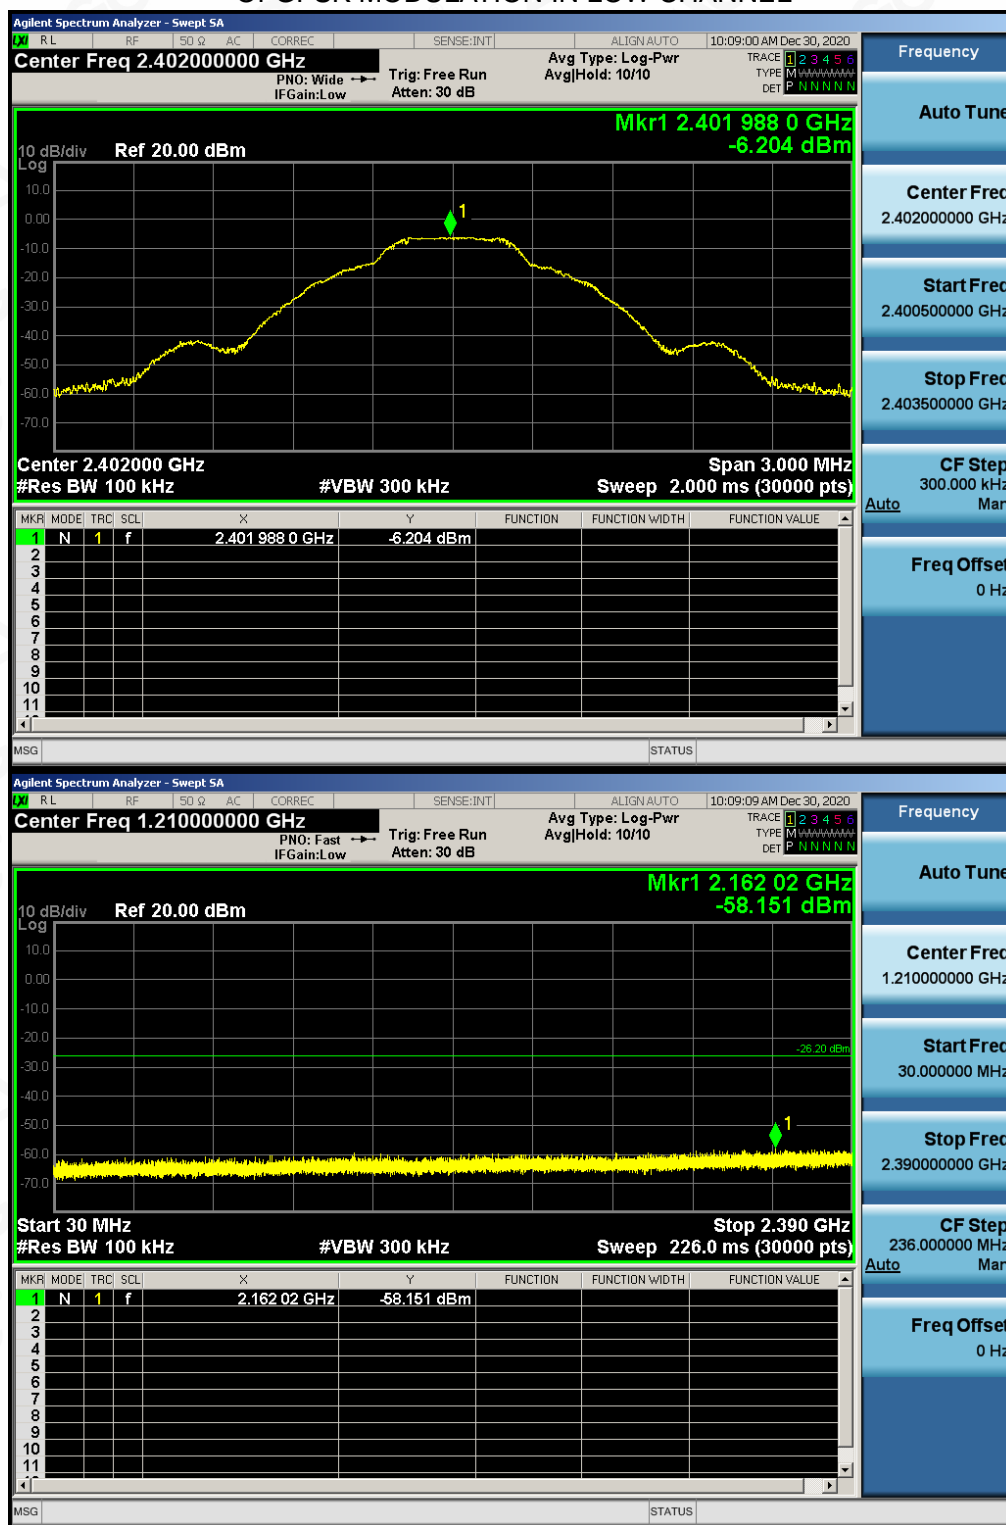 Agilent Spectrum Analyzer - Swept SA
LXI RL RF 50 Ω AC CORREC SENSE:INT ALIGN AUTO 10:09:00 AM Dec 30, 2020
Center Freq 2.402000000 GHz
PNO: Wide
IFGain:Low
Trig: Free Run
Atten: 30 dB
Avg Type: Log-Pwr
Avg|Hold: 10/10
TRACE 1 2 3 4 5 6
TYPE M
DET P N N N N N
Frequency
Auto Tune
Mkr1 2.401 988 0 GHz
-6.204 dBm
10 dB/div Ref 20.00 dBm
Log
10.0
0.00
-10.0
-20.0
-30.0
-40.0
-50.0
-60.0
-70.0
1
Center Freq
2.402000000 GHz
Start Freq
2.400500000 GHz
Stop Freq
2.403500000 GHz
CF Step
300.000 kHz
Auto Man
Freq Offset
0 Hz
Center 2.402000 GHz Span 3.000 MHz
#Res BW 100 kHz #VBW 300 kHz Sweep 2.000 ms (30000 pts)
MKR MODE TRC SCL X Y FUNCTION FUNCTION WIDTH FUNCTION VALUE
1 N 1 f 2.401 988 0 GHz -6.204 dBm
2
3
4
5
6
7
8
9
10
11
MSG STATUS
Agilent Spectrum Analyzer - Swept SA
LXI RL RF 50 Ω AC CORREC SENSE:INT ALIGN AUTO 10:09:09 AM Dec 30, 2020
Center Freq 1.210000000 GHz
PNO: Fast
IFGain:Low
Trig: Free Run
Atten: 30 dB
Avg Type: Log-Pwr
Avg|Hold: 10/10
TRACE 1 2 3 4 5 6
TYPE M
DET P N N N N N
Frequency
Auto Tune
Mkr1 2.162 02 GHz
-58.151 dBm
10 dB/div Ref 20.00 dBm
Log
10.0
0.00
-10.0
-20.0
-30.0
-40.0
-50.0
-60.0
-70.0
-26.20 dBm
1
Center Freq
1.210000000 GHz
Start Freq
30.000000 MHz
Stop Freq
2.390000000 GHz
CF Step
236.000000 MHz
Auto Man
Freq Offset
0 Hz
Start 30 MHz Stop 2.390 GHz
#Res BW 100 kHz #VBW 300 kHz Sweep 226.0 ms (30000 pts)
MKR MODE TRC SCL X Y FUNCTION FUNCTION WIDTH FUNCTION VALUE
1 N 1 f 2.162 02 GHz -58.151 dBm
2
3
4
5
6
7
8
9
10
11
MSG STATUS